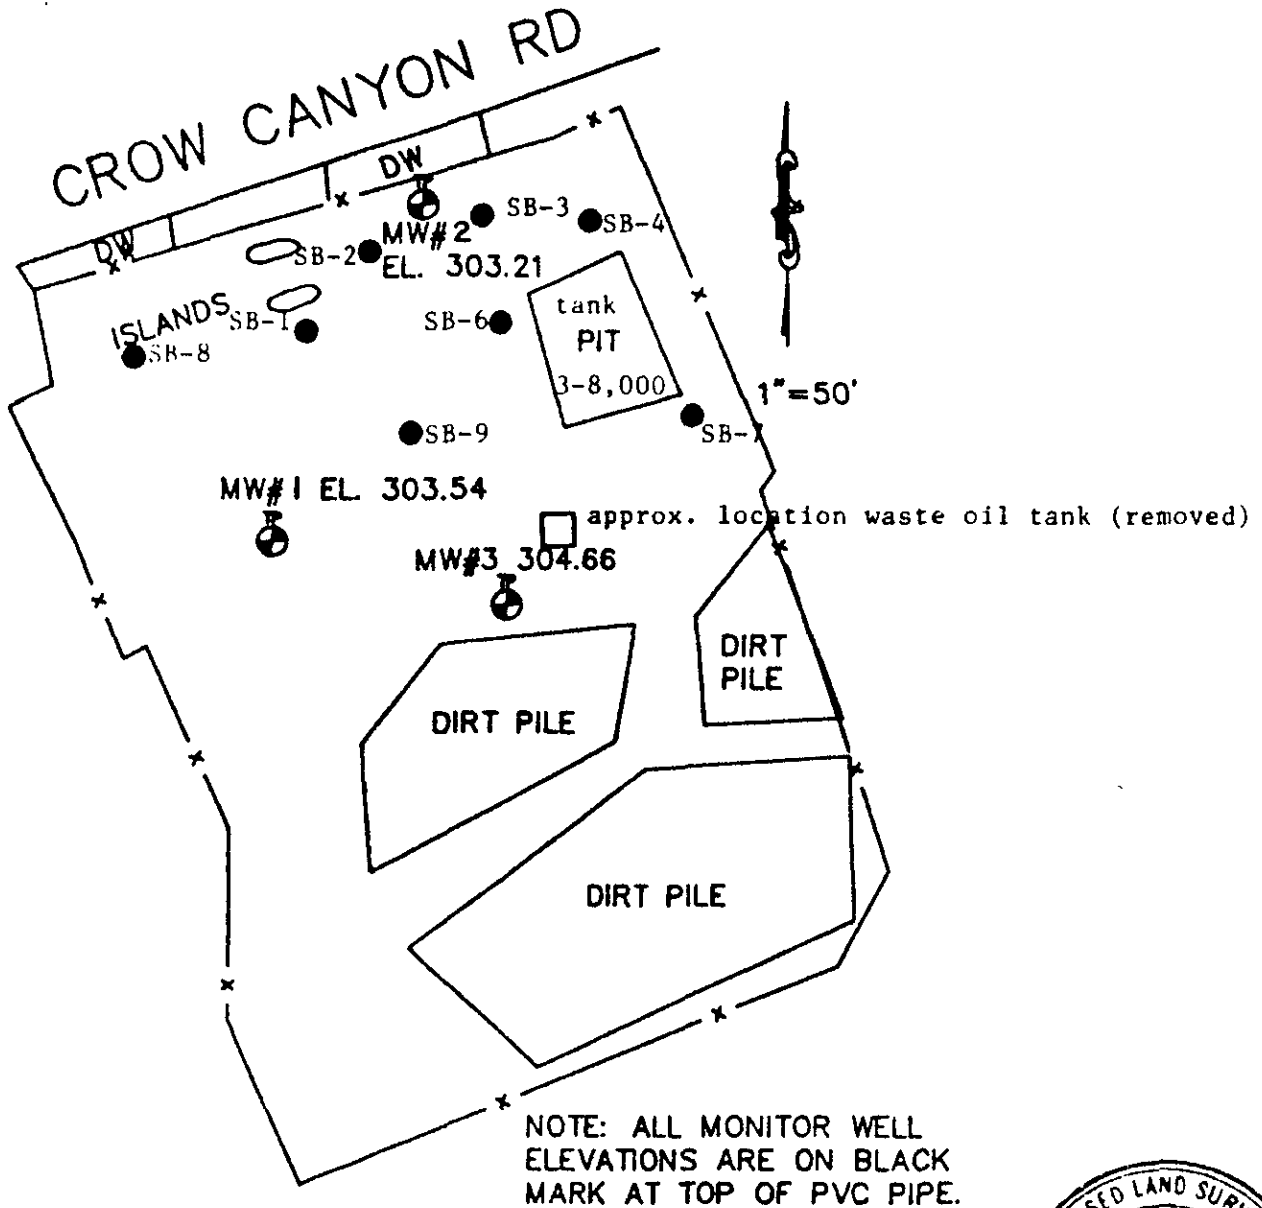 CROW CANYON RD
DW
DW
SB-3
SB-4
MW#2
EL. 303.21
SB-2
ISLANDS
SB-1
SB-8
SB-6
tank
PIT
3-8,000
1"=50'
SB-9
SB-7
MW#1 EL. 303.54
approx. location waste oil tank (removed)
MW#3 304.66
DIRT
PILE
DIRT PILE
DIRT PILE
NOTE: ALL MONITOR WELL
ELEVATIONS ARE ON BLACK
MARK AT TOP OF PVC PIPE.
LAND